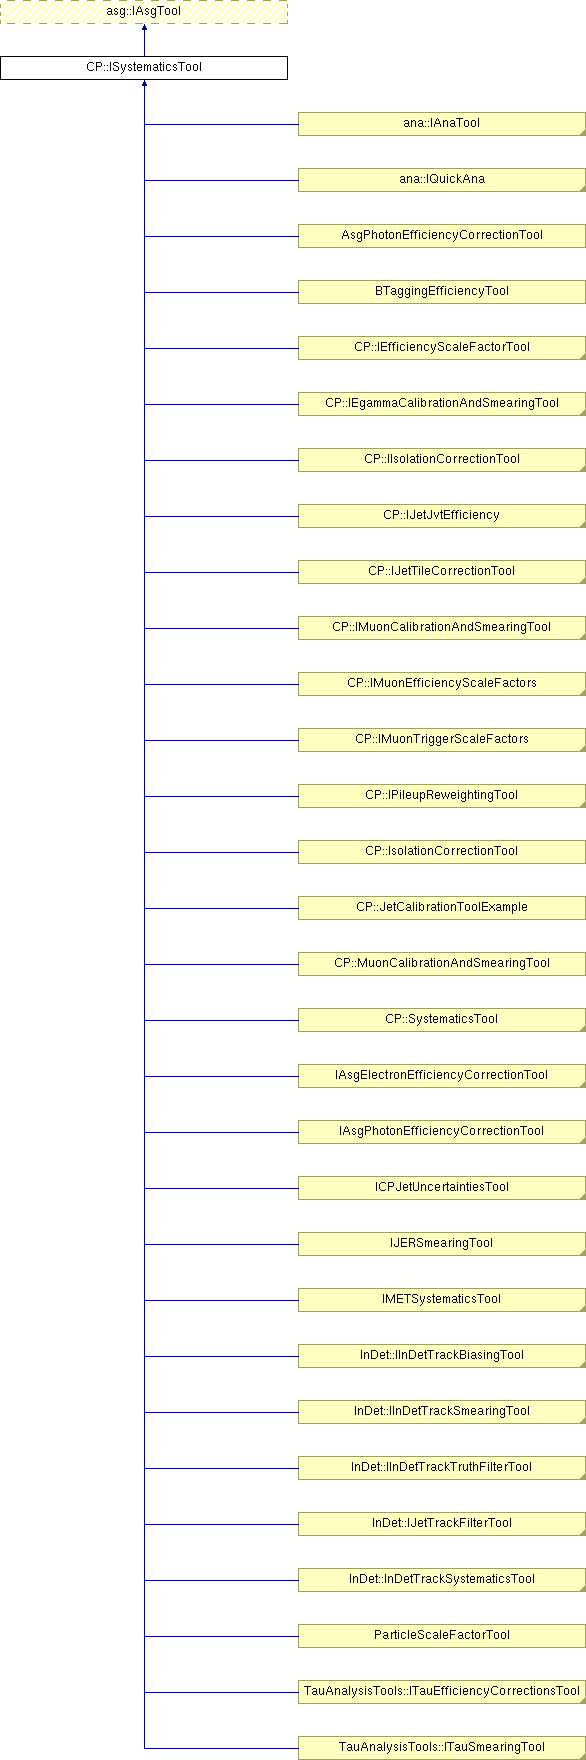 asg::IAsgTool
CP::ISystematicsTool
ana::IAnaTool
ana::IQuickAna
AsgPhotonEfficiencyCorrectionTool
BTaggingEfficiencyTool
CP::IEfficiencyScaleFactorTool
CP::IEgammaCalibrationAndSmearingTool
CP::IIsolationCorrectionTool
CP::IJetJvtEfficiency
CP::IJetTileCorrectionTool
CP::IMuonCalibrationAndSmearingTool
CP::IMuonEfficiencyScaleFactors
CP::IMuonTriggerScaleFactors
CP::IPileupReweightingTool
CP::IsolationCorrectionTool
CP::JetCalibrationToolExample
CP::MuonCalibrationAndSmearingTool
CP::SystematicsTool
IAsgElectronEfficiencyCorrectionTool
IAsgPhotonEfficiencyCorrectionTool
ICPJetUncertaintiesTool
IJERSmearingTool
IMETSystematicsTool
InDet::IInDetTrackBiasingTool
InDet::IInDetTrackSmearingTool
InDet::IInDetTrackTruthFilterTool
InDet::IJetTrackFilterTool
InDet::InDetTrackSystematicsTool
ParticleScaleFactorTool
TauAnalysisTools::ITauEfficiencyCorrectionsTool
TauAnalysisTools::ITauSmearingTool